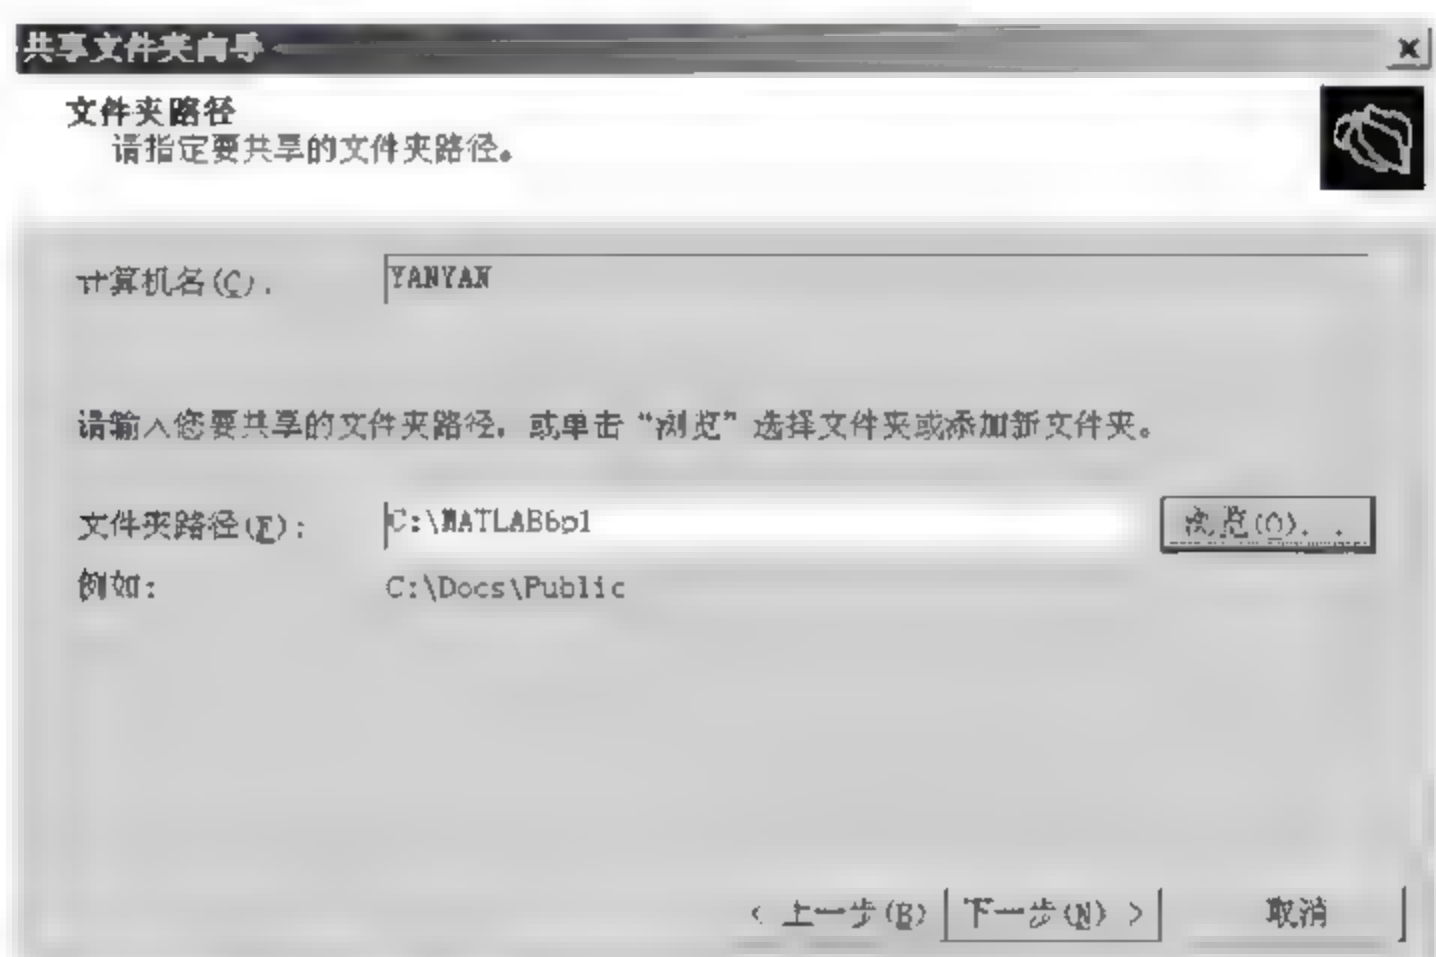 共享文件夹向导
文件夹路径
请指定要共享的文件夹路径。
计算机名(C): YANYAN
请输入您要共享的文件夹路径，或单击“浏览”选择文件夹或添加新文件夹。
文件夹路径(F): C:\MATLAB6p1 浏览(O)...
例如: C:\Docs\Public
< 上一步(B) 下一步(N) > 取消